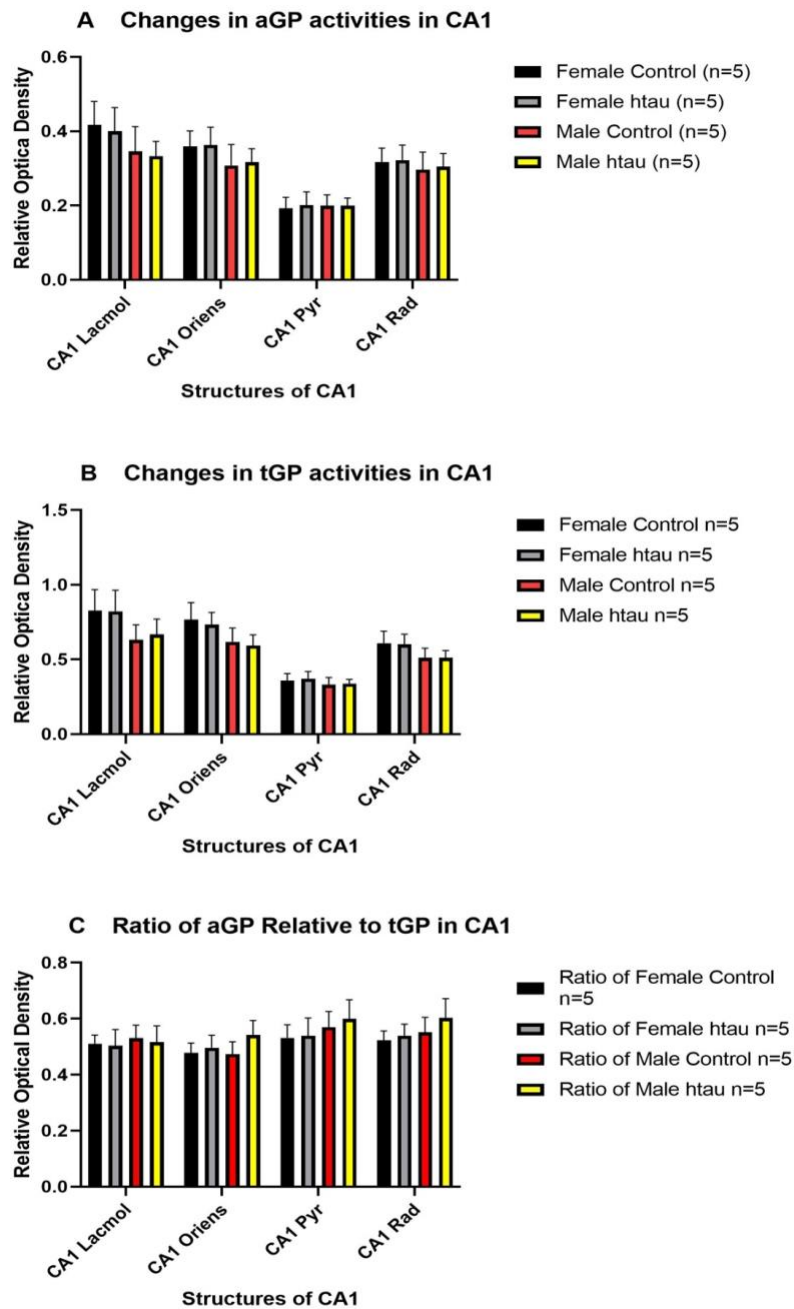 A Changes in aGP activities in CA1
Relative Optica Density
0.6
0.4
0.2
0.0
CA1 Lacmol
CA1 Oriens
CA1 Pyr
CA1 Rad
Structures of CA1
Female Control (n=5)
Female htau (n=5)
Male Control (n=5)
Male htau (n=5)
B Changes in tGP activities in CA1
Relative Optica Density
1.5
1.0
0.5
0.0
CA1 Lacmol
CA1 Oriens
CA1 Pyr
CA1 Rad
Structures of CA1
Female Control n=5
Female htau n=5
Male Control n=5
Male htau n=5
C Ratio of aGP Relative to tGP in CA1
Relative Optical Density
0.8
0.6
0.4
0.2
0.0
CA1 Lacmol
CA1 Oriens
CA1 Pyr
CA1 Rad
Structures of CA1
Ratio of Female Control
n=5
Ratio of Female htau n=5
Ratio of Male Control n=5
Ratio of Male htau n=5